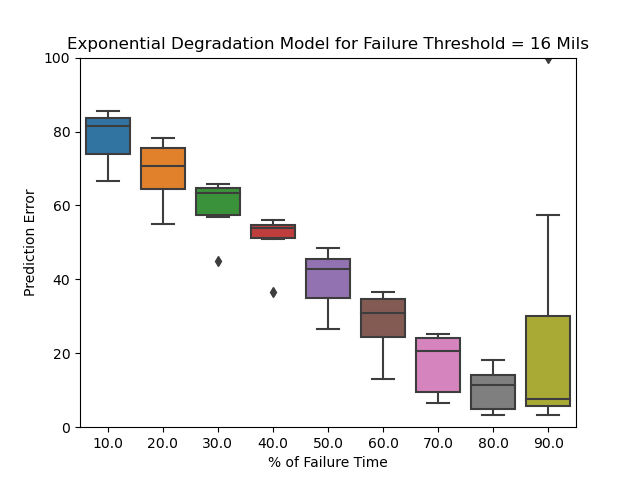 Exponential Degradation Model for Failure Threshold = 16 Mils
100
80
60
40
20
0
Prediction Error
10.0 20.0 30.0 40.0 50.0 60.0 70.0 80.0 90.0
% of Failure Time